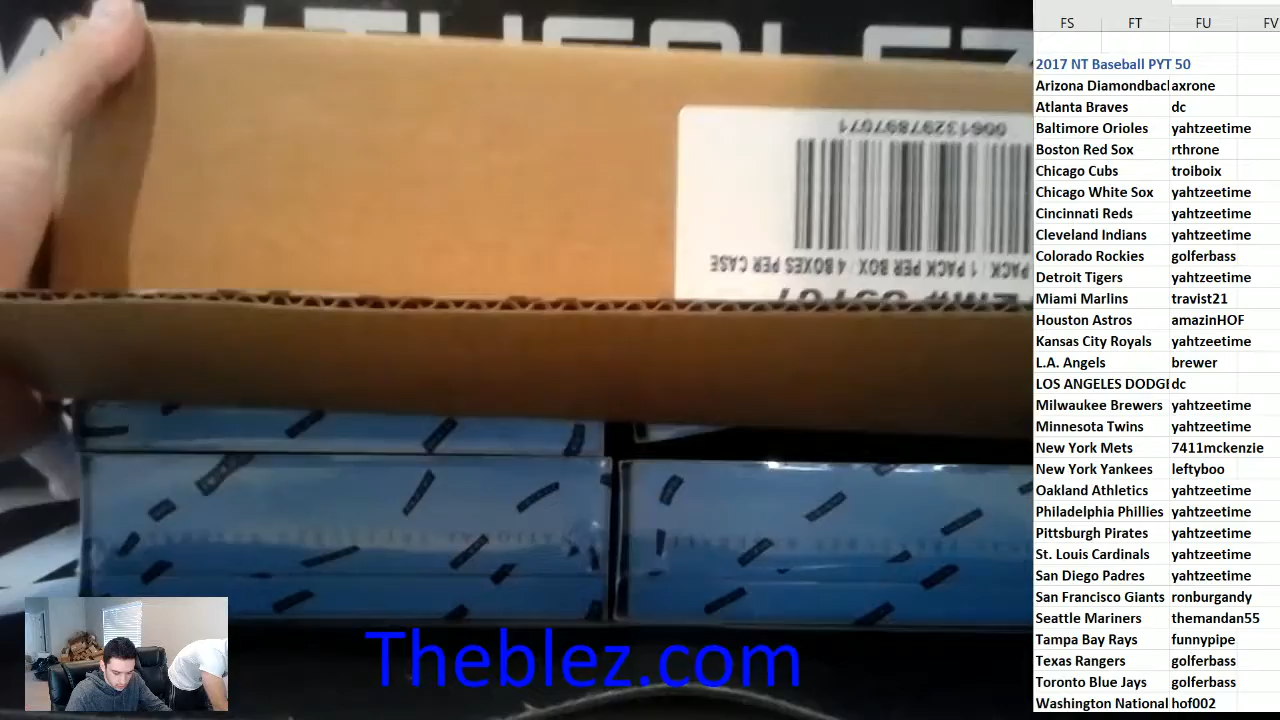 FS FT FU FV
2017 NT Baseball PYT 50
Arizona Diamondbac axrone
Atlanta Braves dc
Baltimore Orioles yahtzeetime
Boston Red Sox rthrone
Chicago Cubs troiboix
Chicago White Sox yahtzeetime
Cincinnati Reds yahtzeetime
Cleveland Indians yahtzeetime
Colorado Rockies golferbass
Detroit Tigers yahtzeetime
Miami Marlins travist21
Houston Astros amazinHOF
Kansas City Royals yahtzeetime
L.A. Angels brewer
LOS ANGELES DODGE dc
Milwaukee Brewers yahtzeetime
Minnesota Twins yahtzeetime
New York Mets 7411mckenzie
New York Yankees leftyboo
Oakland Athletics yahtzeetime
Philadelphia Phillies yahtzeetime
Pittsburgh Pirates yahtzeetime
St. Louis Cardinals yahtzeetime
San Diego Padres yahtzeetime
San Francisco Giants ronburgandy
Seattle Mariners themandan55
Tampa Bay Rays funnypipe
Texas Rangers golferbass
Toronto Blue Jays golferbass
Washington National hof002
PACK 1 PACK PER BOX 4 BOXES PER CASE
Theblez.com